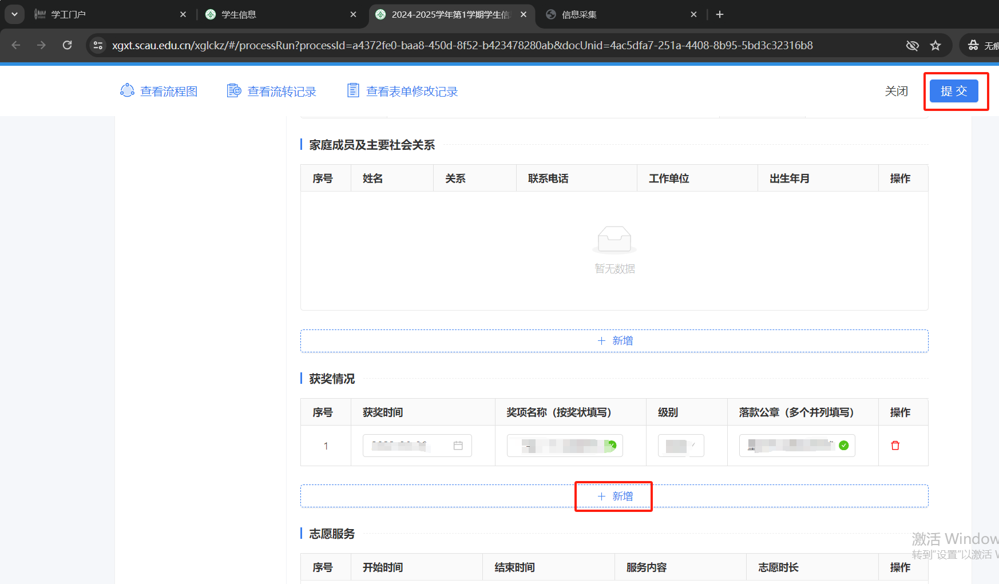 学工门户
学生信息
2024-2025学年第1学期学生信
信息采集
xgxt.scau.edu.cn/xglckz/#/processRun?processId=a4372fe0-baa8-450d-8f52-b423478280ab&docUnid=4ac5dfa7-251a-4408-8b95-5bd3c32316b8
无痕
查看流程图 查看流转记录 查看表单修改记录 关闭 提 交
家庭成员及主要社会关系
序号 姓名 关系 联系电话 工作单位 出生年月 操作
暂无数据
+ 新增
获奖情况
序号 获奖时间 奖项名称（按奖状填写） 级别 落款公章（多个并列填写） 操作
1
+ 新增
志愿服务
序号 开始时间 结束时间 服务内容 志愿时长 操作
激活 Window
转到“设置”以激活 W